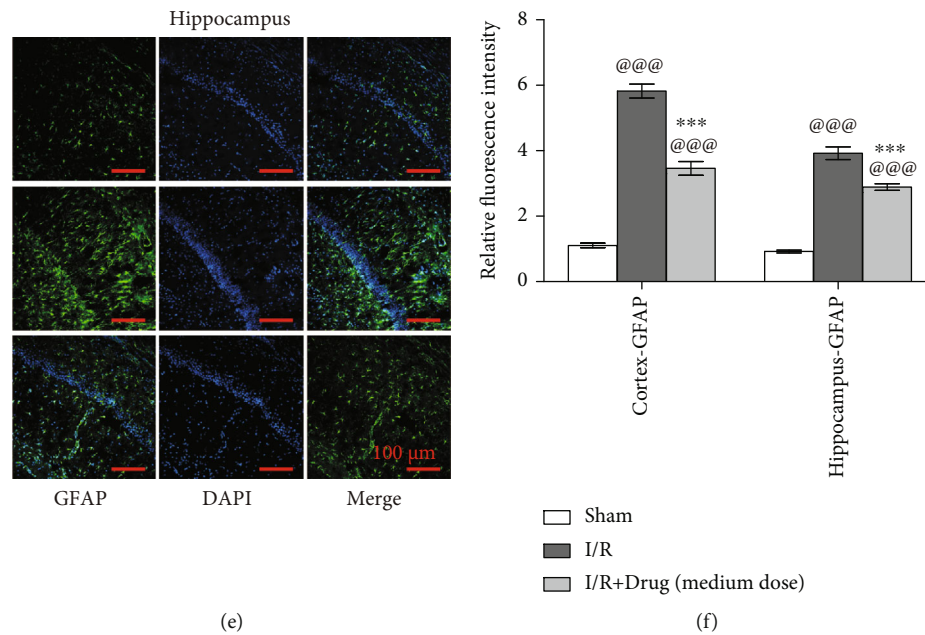 Hippocampus
100 μm
GFAP DAPI Merge
(e)
Relative fluorescence intensity
8
6
4
2
0
@@@
***
@@@
@@@
***
@@@
Cortex-GFAP
Hippocampus-GFAP
Sham
I/R
I/R+Drug (medium dose)
(f)